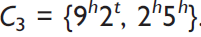 C₃ = {9ʰ2ᵗ, 2ʰ5ʰ}.